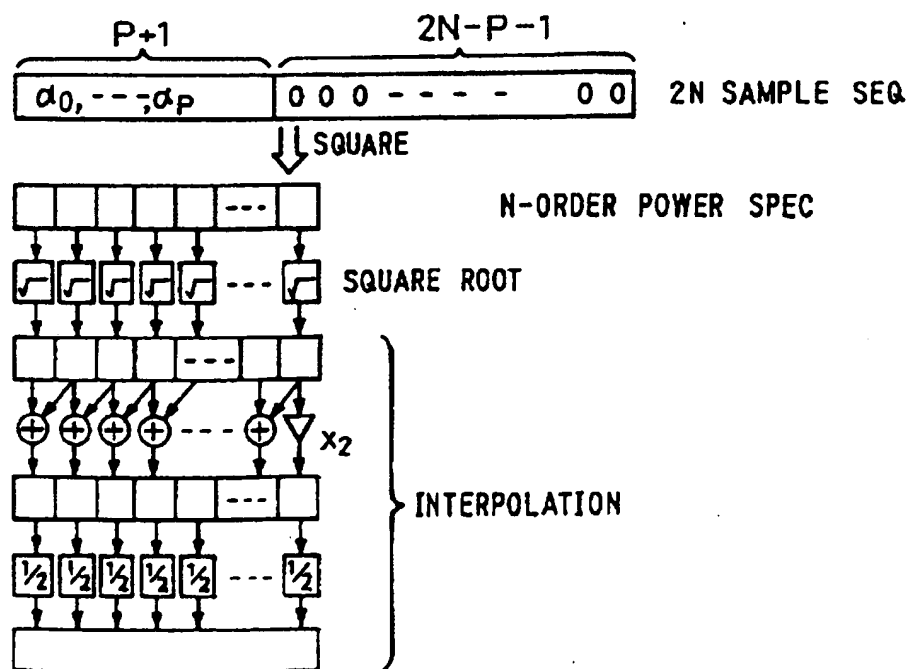 P+1 2N-P-1
α0, - - -, αP 0 0 0 - - - - 0 0 2N SAMPLE SEQ
SQUARE
- - - N-ORDER POWER SPEC
√ √ √ √ √ - - - √ SQUARE ROOT
- - -
+ + + + - - - - + X2
- - -
INTERPOLATION
1/2 1/2 1/2 1/2 1/2 - - - - 1/2